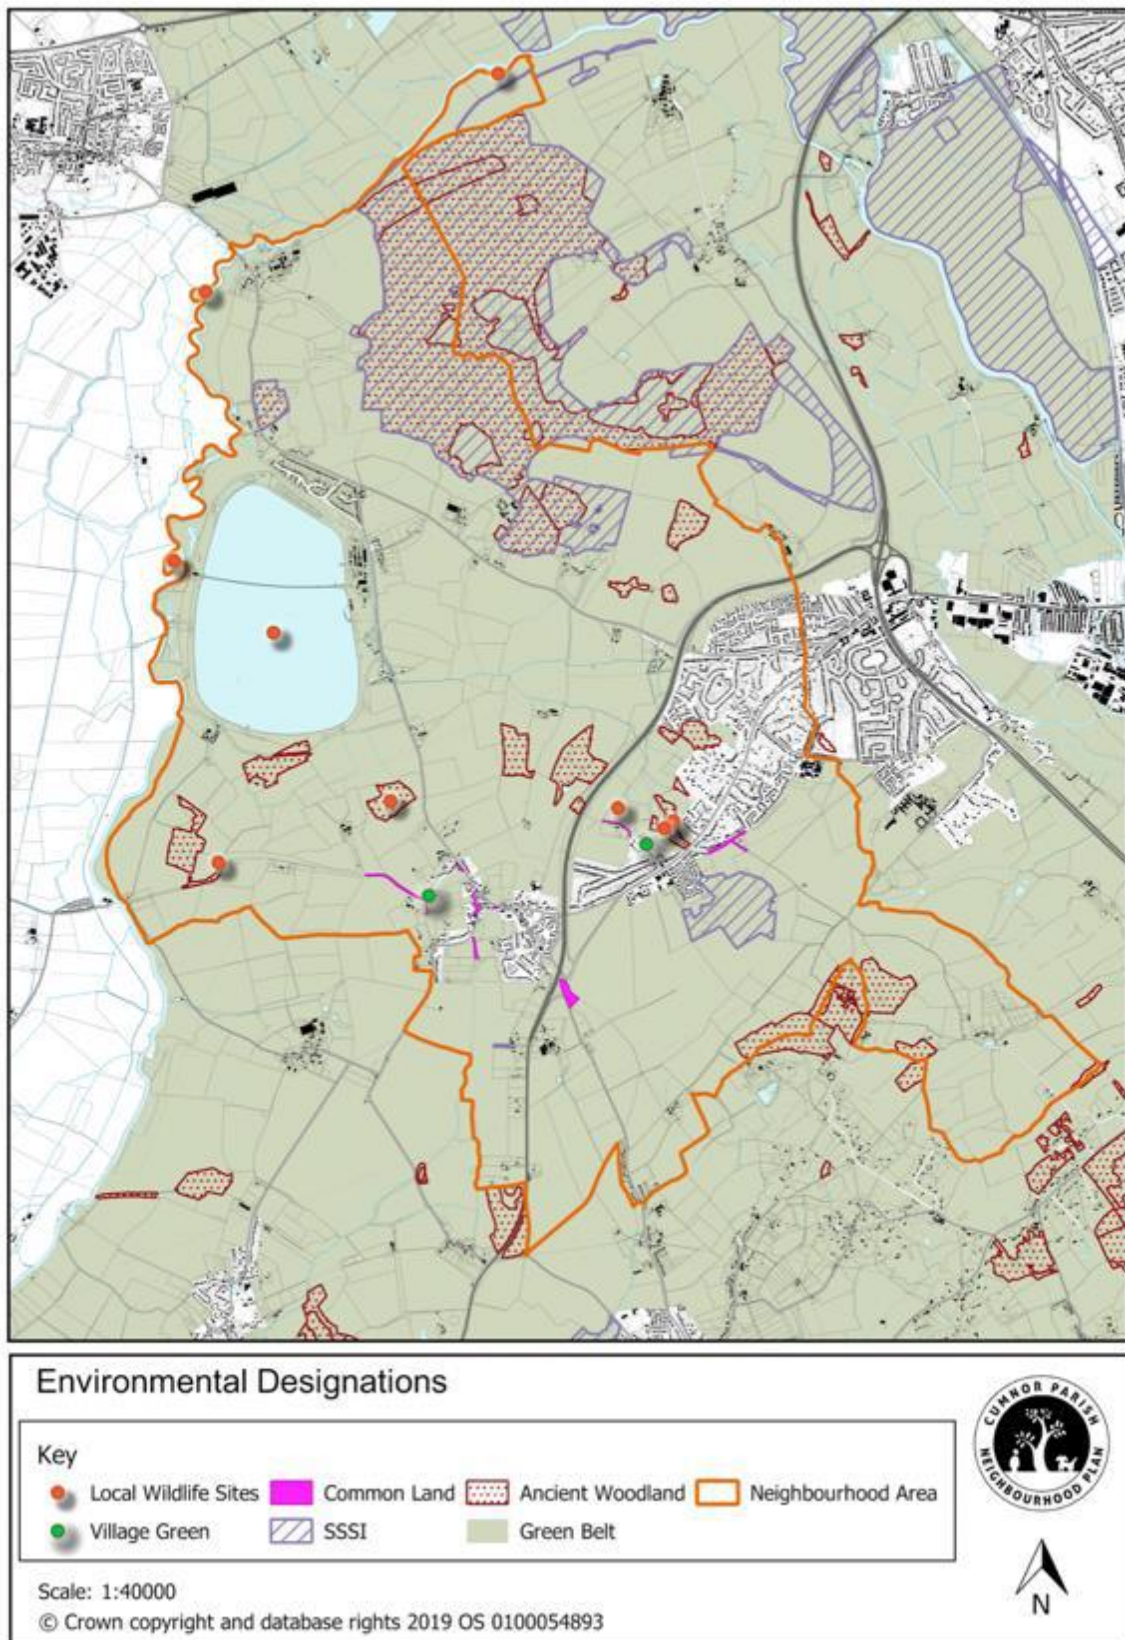 Environmental Designations
Key
Local Wildlife Sites Common Land Ancient Woodland Neighbourhood Area
Village Green SSSI Green Belt
Scale: 1:40000
© Crown copyright and database rights 2019 OS 0100054893
CUMNOR PARISH
NEIGHBOURHOOD PLAN
N